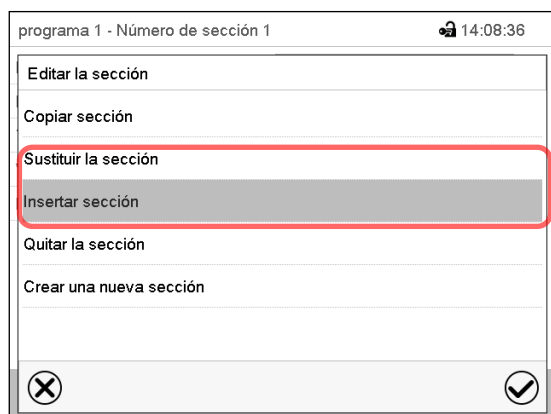 programa 1 - Número de sección 1 14:08:36
Editar la sección
Copiar sección
Sustituir la sección
Insertar sección
Quitar la sección
Crear una nueva sección